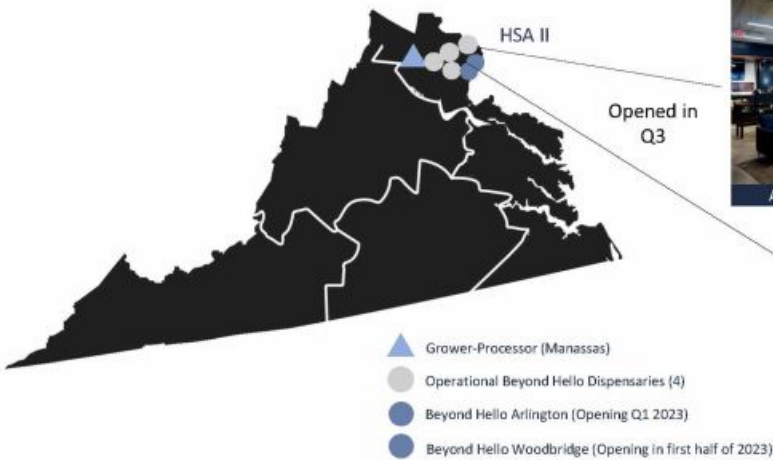 HSA II
Opened in
Q3
Grower-Processor (Manassas)
Operational Beyond Hello Dispensaries (4)
Beyond Hello Arlington (Opening Q1 2023)
Beyond Hello Woodbridge (Opening in first half of 2023)